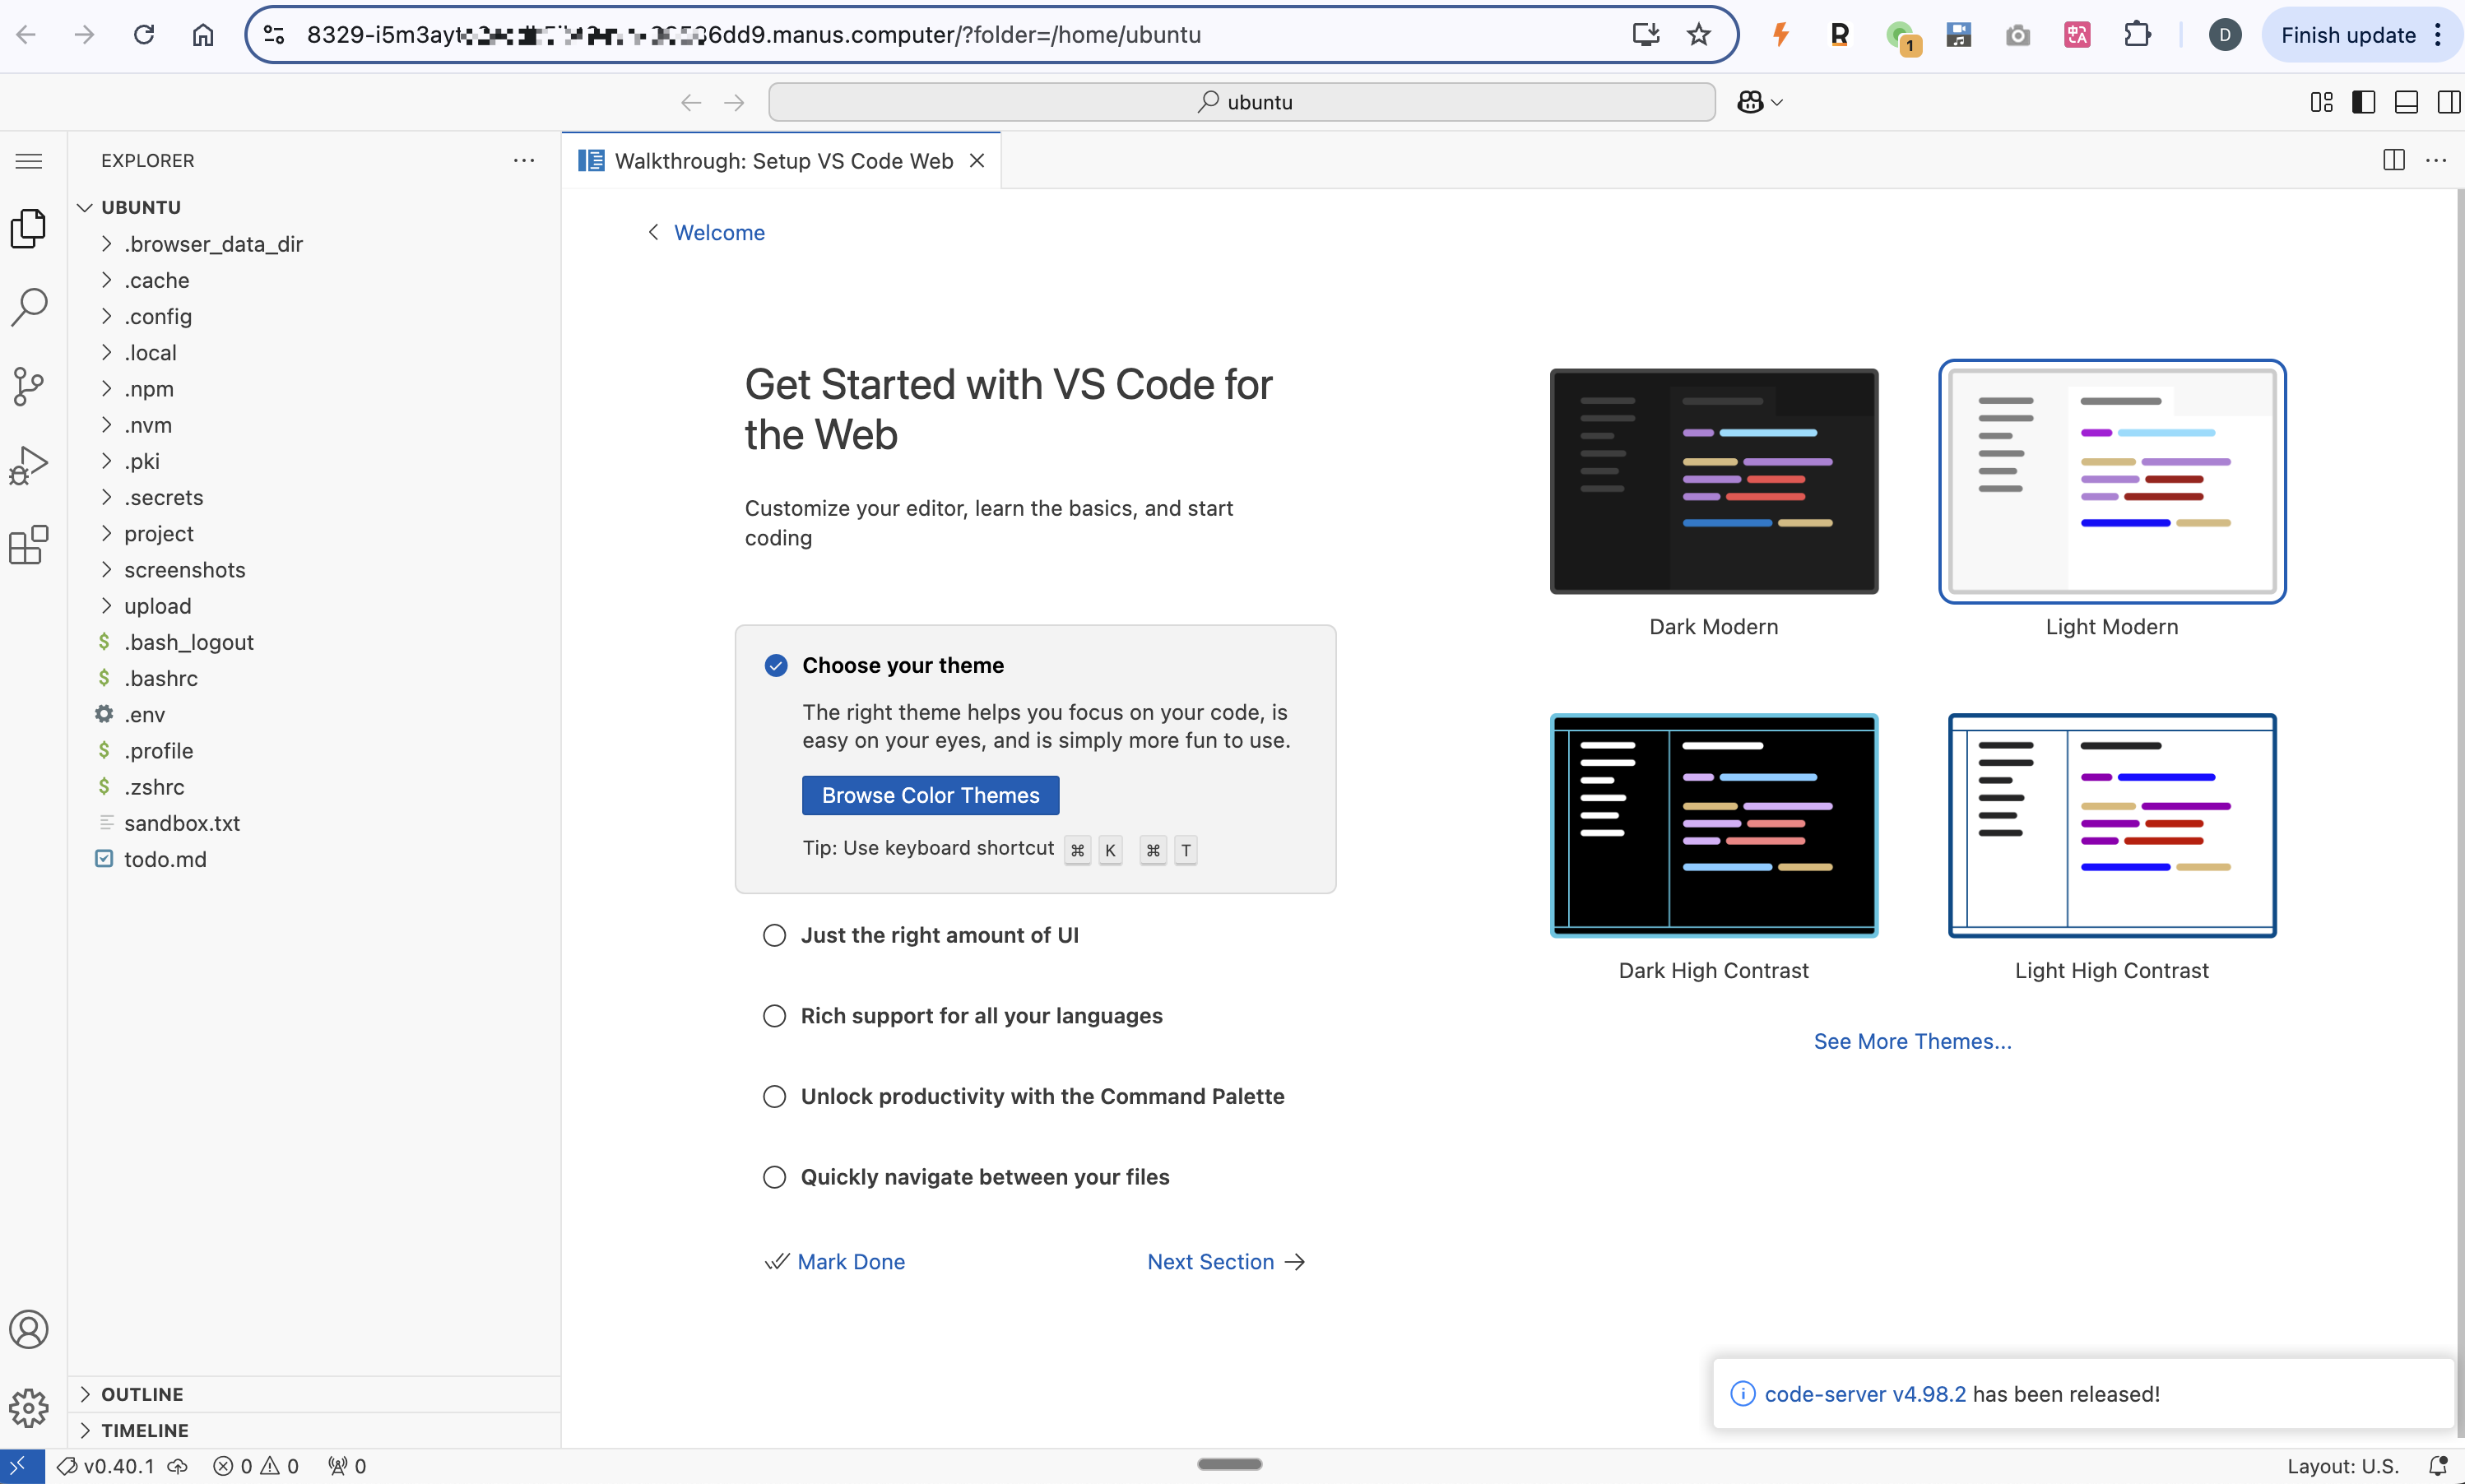 8329-i5m3ayt 36dd9.manus.computer/?folder=/home/ubuntu
R
1
D
Finish update
ubuntu
EXPLORER
Walkthrough: Setup VS Code Web
UBUNTU
.browser_data_dir
.cache
.config
.local
.npm
.nvm
.pki
.secrets
project
screenshots
upload
$ .bash_logout
$ .bashrc
.env
$ .profile
$ .zshrc
sandbox.txt
todo.md
OUTLINE
TIMELINE
Welcome
Get Started with VS Code for
the Web
Customize your editor, learn the basics, and start
coding
Choose your theme
The right theme helps you focus on your code, is
easy on your eyes, and is simply more fun to use.
Browse Color Themes
Tip: Use keyboard shortcut ⌘ K ⌘ T
Just the right amount of UI
Rich support for all your languages
Unlock productivity with the Command Palette
Quickly navigate between your files
Mark Done
Next Section
Dark Modern
Light Modern
Dark High Contrast
Light High Contrast
See More Themes...
code-server v4.98.2 has been released!
v0.40.1 0 0 0
Layout: U.S.